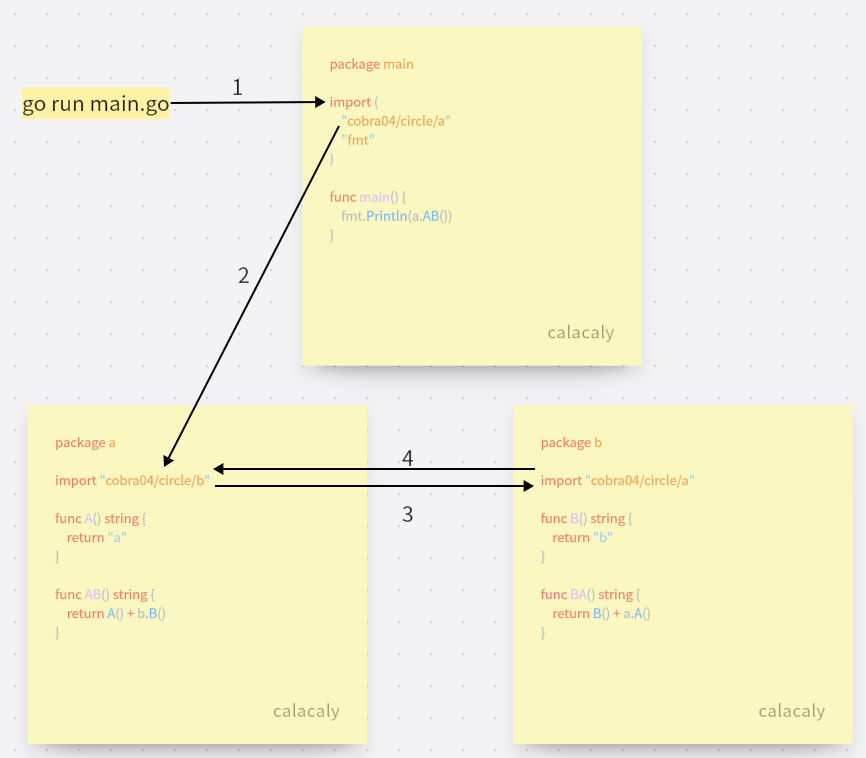 go run main.go
1
package main
import (
"cobra04/circle/a"
"fmt"
)
func main() {
fmt.Println(a.AB())
}
calacaly
2
package a
import "cobra04/circle/b"
func A() string {
return "a"
}
func AB() string {
return A() + b.B()
}
calacaly
4
3
package b
import "cobra04/circle/a"
func B() string {
return "b"
}
func BA() string {
return B() + a.A()
}
calacaly